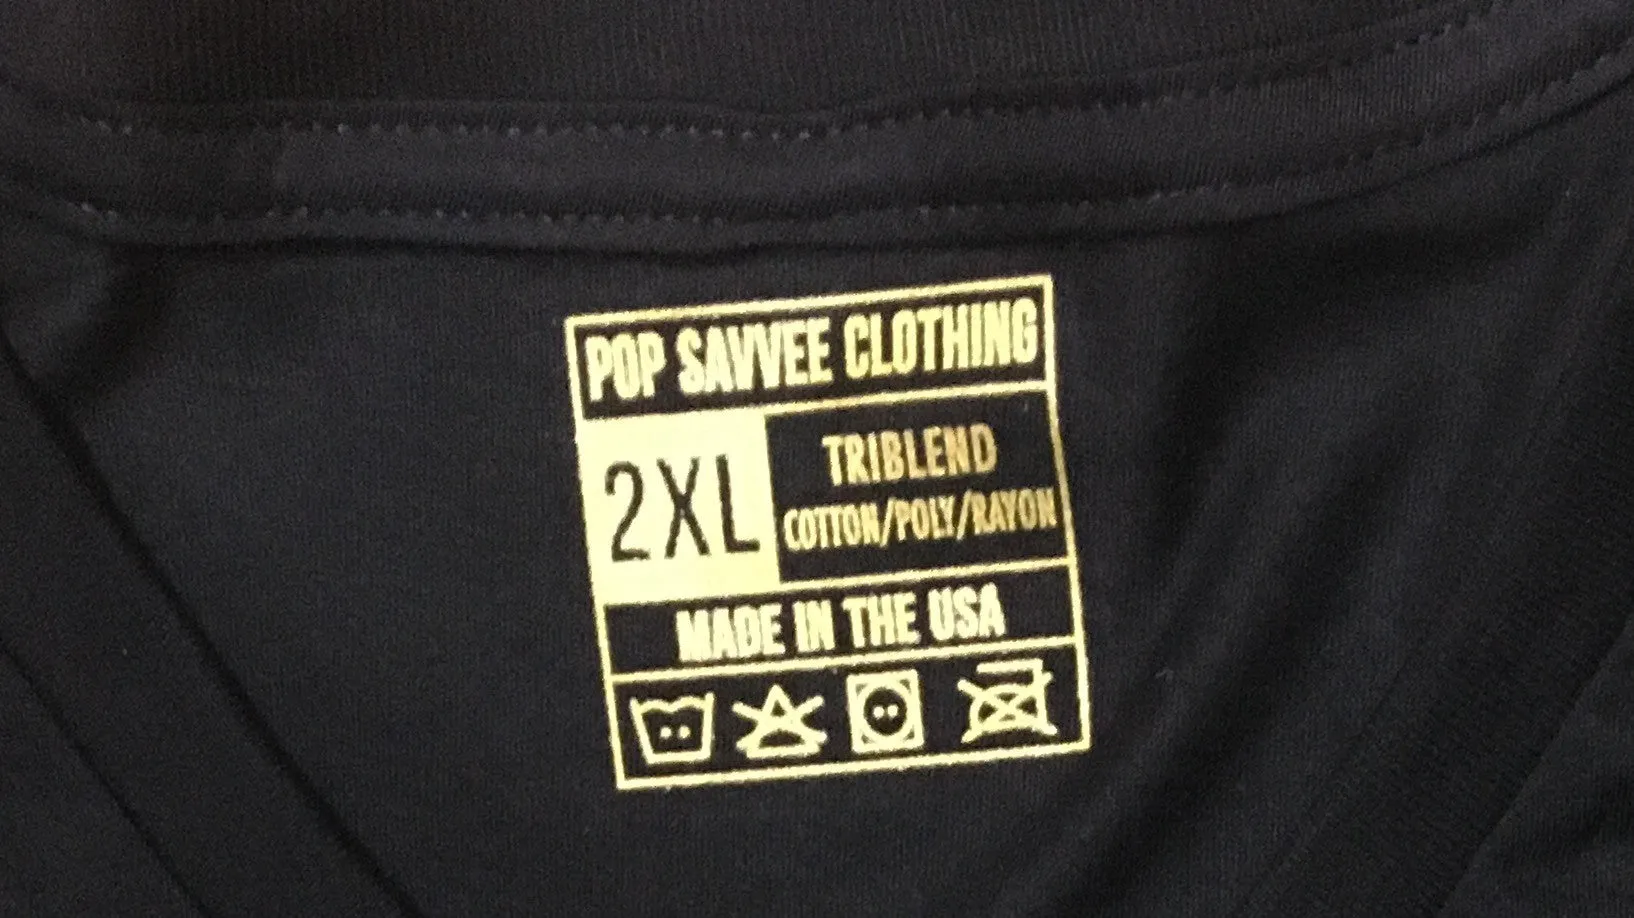 POP SAVVEE CLOTHING
2XL
TRIBLEND
COTTON/POLY/RAYON
MADE IN THE USA